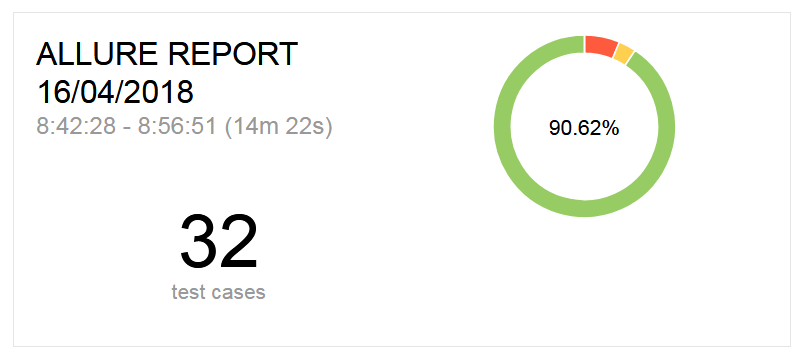 ALLURE REPORT
16/04/2018
8:42:28 - 8:56:51 (14m 22s)
90.62%
32
test cases